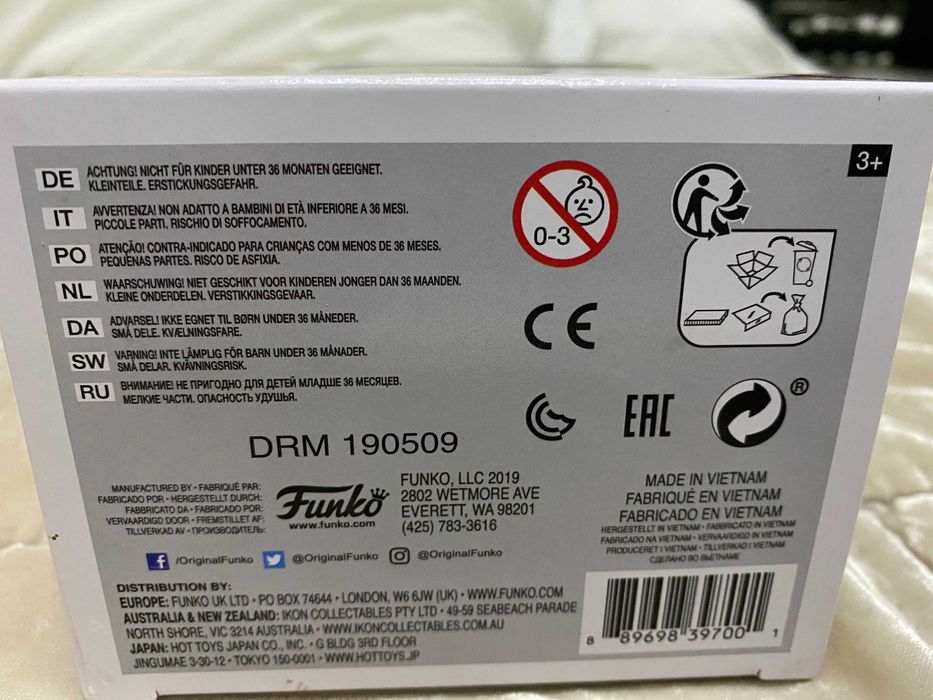 3+
DE ACHTUNG! NICHT FÜR KINDER UNTER 36 MONATEN GEEIGNET.
KLEINTEILE. ERSTICKUNGSGEFAHR.
IT AVVERTENZA! NON ADATTO A BAMBINI DI ETÀ INFERIORE A 36 MESI.
PICCOLE PARTI. RISCHIO DI SOFFOCAMENTO.
PO ATENÇÃO! CONTRA-INDICADO PARA CRIANÇAS COM MENOS DE 36 MESES.
PEQUENAS PARTES. RISCO DE ASFIXIA.
NL WAARSCHUWING! NIET GESCHIKT VOOR KINDEREN JONGER DAN 36 MAANDEN.
KLEINE ONDERDELEN. VERSTIKKINGSGEVAAR.
DA ADVARSEL! IKKE EGNET TIL BØRN UNDER 36 MÅNEDER.
SMÅ DELE. KVÆLNINGSFARE.
SW VARNING! INTE LÄMPLIG FÖR BARN UNDER 36 MÅNADER.
SMÅ DELAR. KVÄVNINGSRISK.
RU ВНИМАНИЕ! НЕ ПРИГОДНО ДЛЯ ДЕТЕЙ МЛАДШЕ 36 МЕСЯЦЕВ.
МЕЛКИЕ ЧАСТИ. ОПАСНОСТЬ УДУШЬЯ.
0-3
CE
EAC
®
DRM 190509
MANUFACTURED BY • FABRIQUÉ PAR:
FABRICADO POR • HERGESTELLT DURCH:
FABBRICATO DA • FABRICADO POR:
VERVAARDIGD DOOR • FREMSTILLET AF:
TILLVERKAD AV • ПРОИЗВОДИТЕЛЬ:
Funko
www.funko.com
FUNKO, LLC 2019
2802 WETMORE AVE
EVERETT, WA 98201
(425) 783-3616
MADE IN VIETNAM
FABRIQUÉ EN VIETNAM
FABRICADO EN VIETNAM
HERGESTELLT IN VIETNAM • FABBRICATO IN VIETNAM
FABRICADO NA VIETNAM • VERVAARDIGD IN VIETNAM
PRODUCERET I VIETNAM • TILLVERKAD I VIETNAM
СДЕЛАНО ВО ВЬЕТНАМЕ
f /OriginalFunko @OriginalFunko @OriginalFunko
DISTRIBUTION BY:
EUROPE: FUNKO UK LTD • PO BOX 74644 • LONDON, W6 6JW (UK) • WWW.FUNKO.COM
AUSTRALIA & NEW ZEALAND: IKON COLLECTABLES PTY LTD • 49-59 SEABEACH PARADE
NORTH SHORE, VIC 3214 AUSTRALIA • WWW.IKONCOLLECTABLES.COM.AU
JAPAN: HOT TOYS JAPAN CO., INC. • G BLDG 3RD FLOOR
JINGUMAE 3-30-12 • TOKYO 150-0001 • WWW.HOTTOYS.JP
8 89698 39700 1